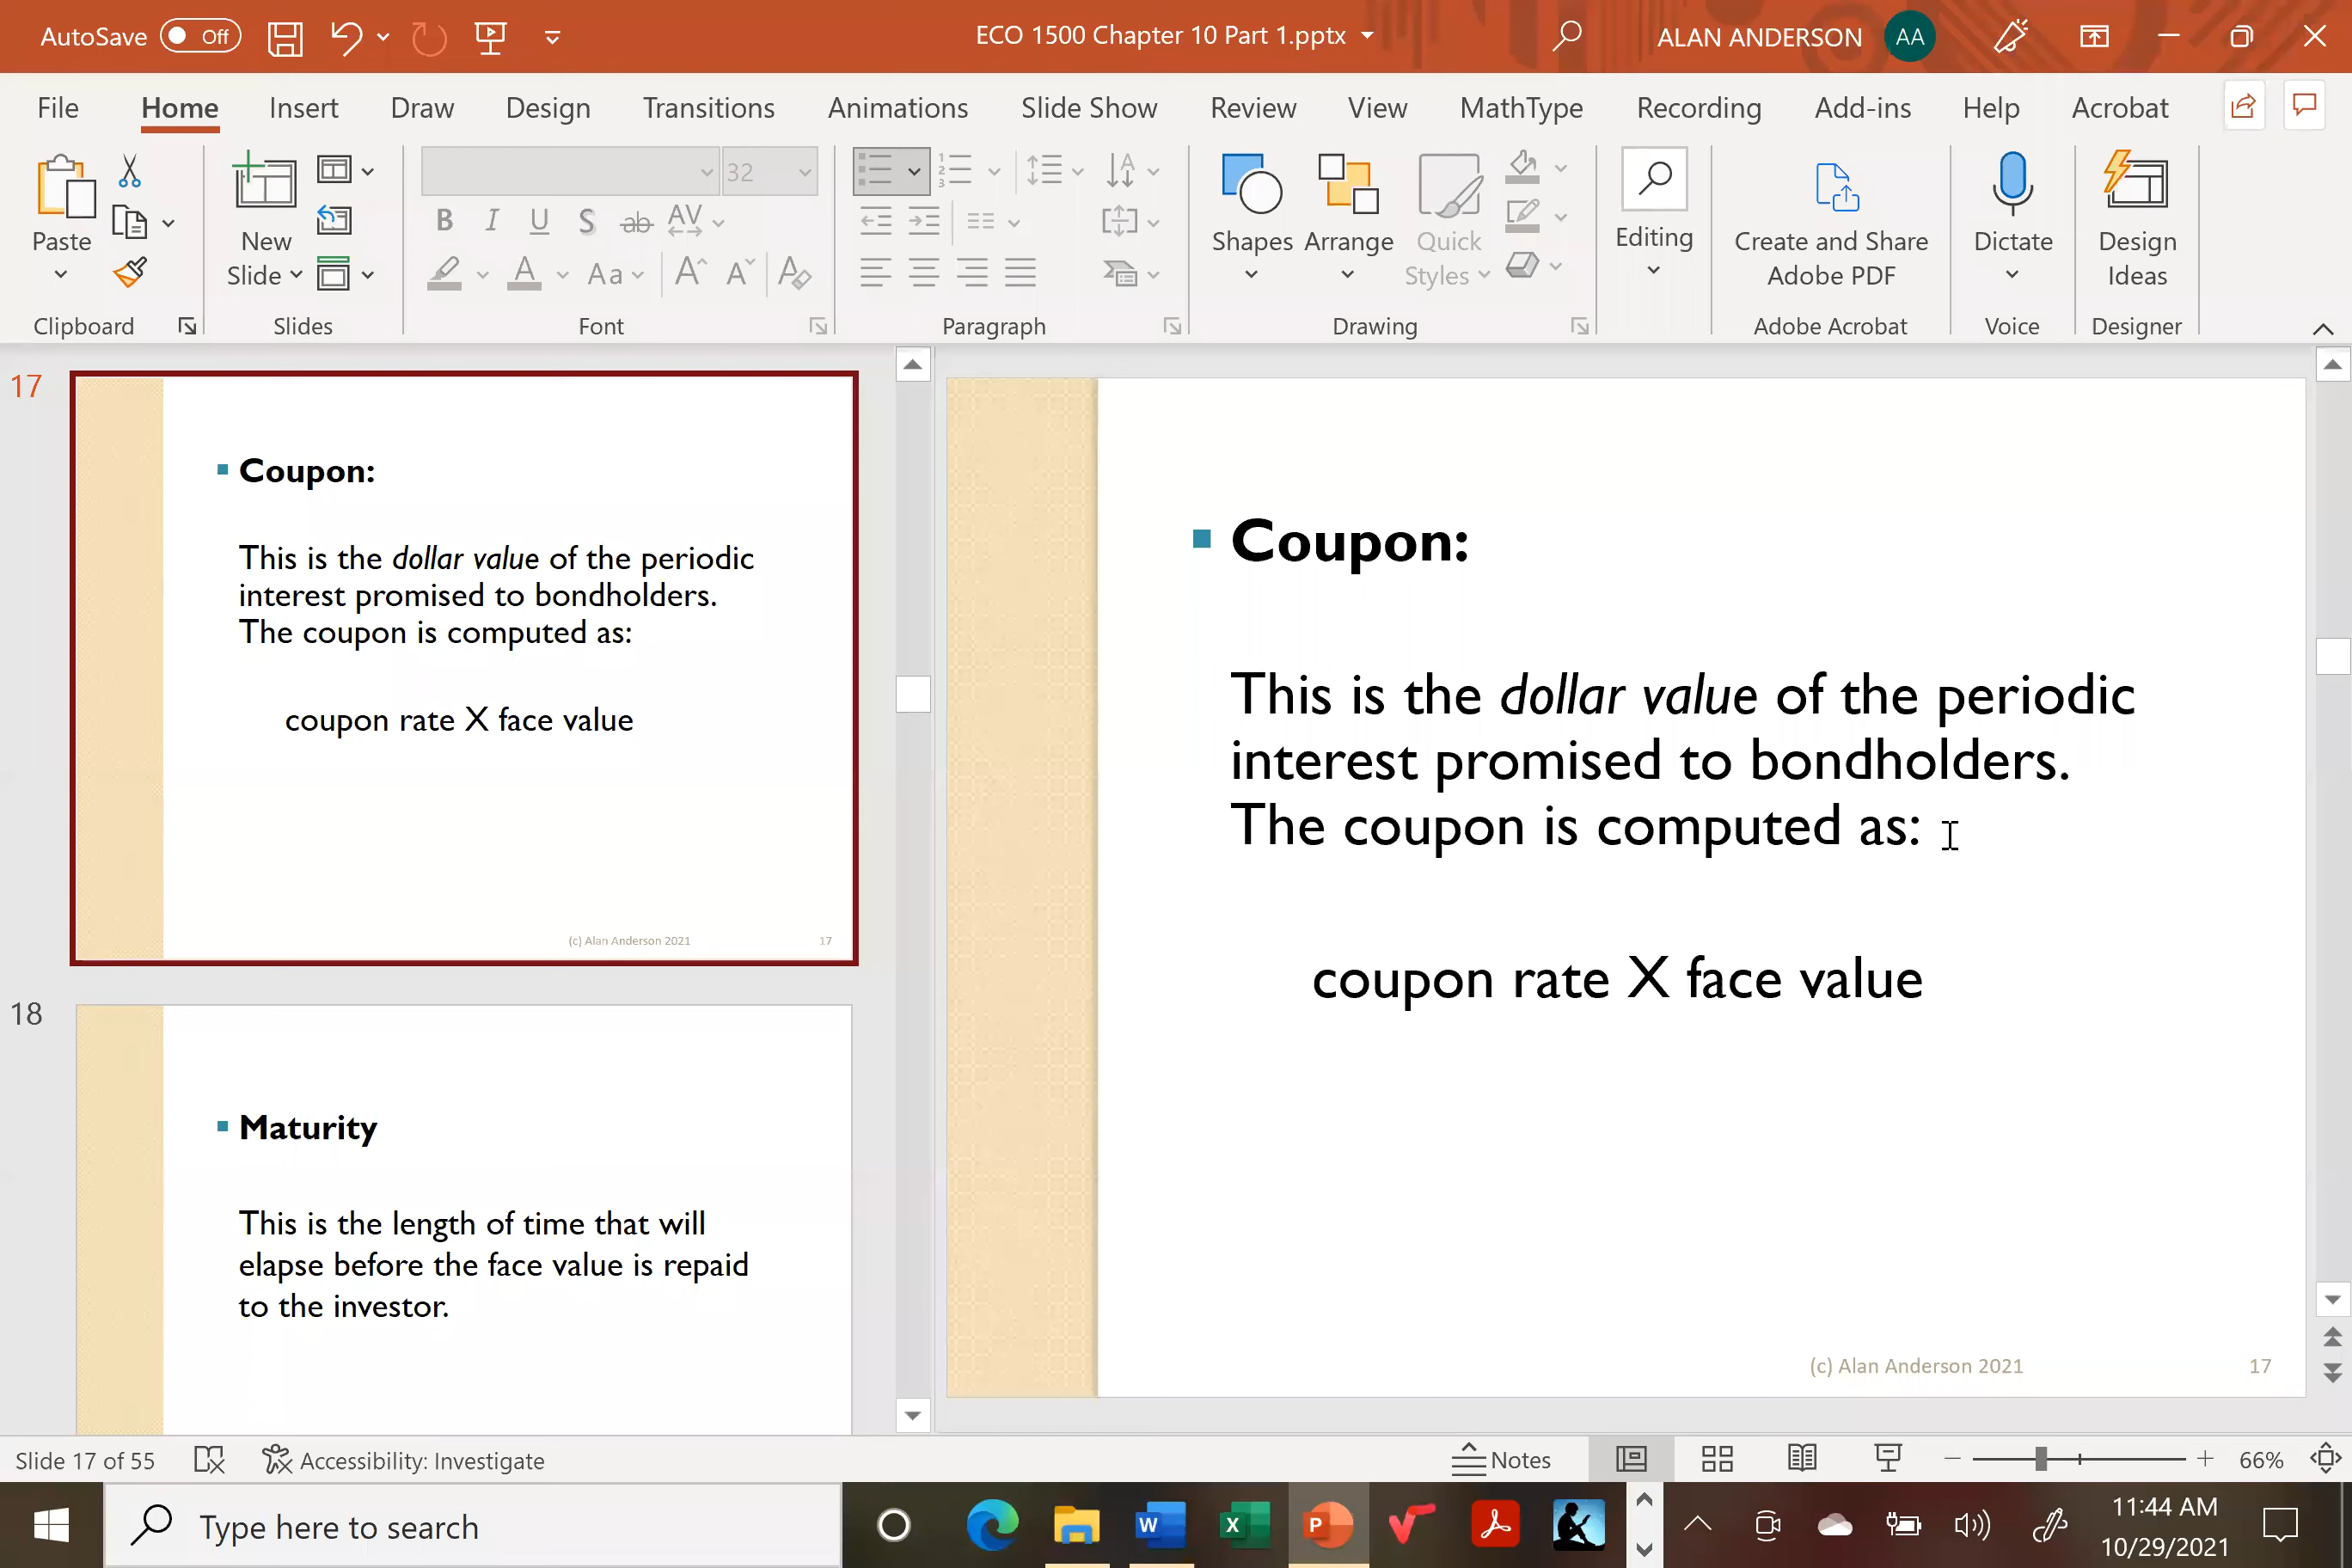 AutoSave Off ECO 1500 Chapter 10 Part 1.pptx ALAN ANDERSON AA
File Home Insert Draw Design Transitions Animations Slide Show Review View MathType Recording Add-ins Help Acrobat
Paste
New
Slide
32
B I U S ab AV
A Aa A A A
Shapes Arrange Quick
Styles
Editing
Create and Share
Adobe PDF
Dictate
Design
Ideas
Clipboard Slides Font Paragraph Drawing Adobe Acrobat Voice Designer
17
Coupon:
This is the dollar value of the periodic
interest promised to bondholders.
The coupon is computed as:
coupon rate X face value
(c) Alan Anderson 2021 17
18
Maturity
This is the length of time that will
elapse before the face value is repaid
to the investor.
Coupon:
This is the dollar value of the periodic
interest promised to bondholders.
The coupon is computed as:
coupon rate X face value
(c) Alan Anderson 2021 17
Slide 17 of 55 Accessibility: Investigate Notes 66%
Type here to search
W X P
11:44 AM
10/29/2021